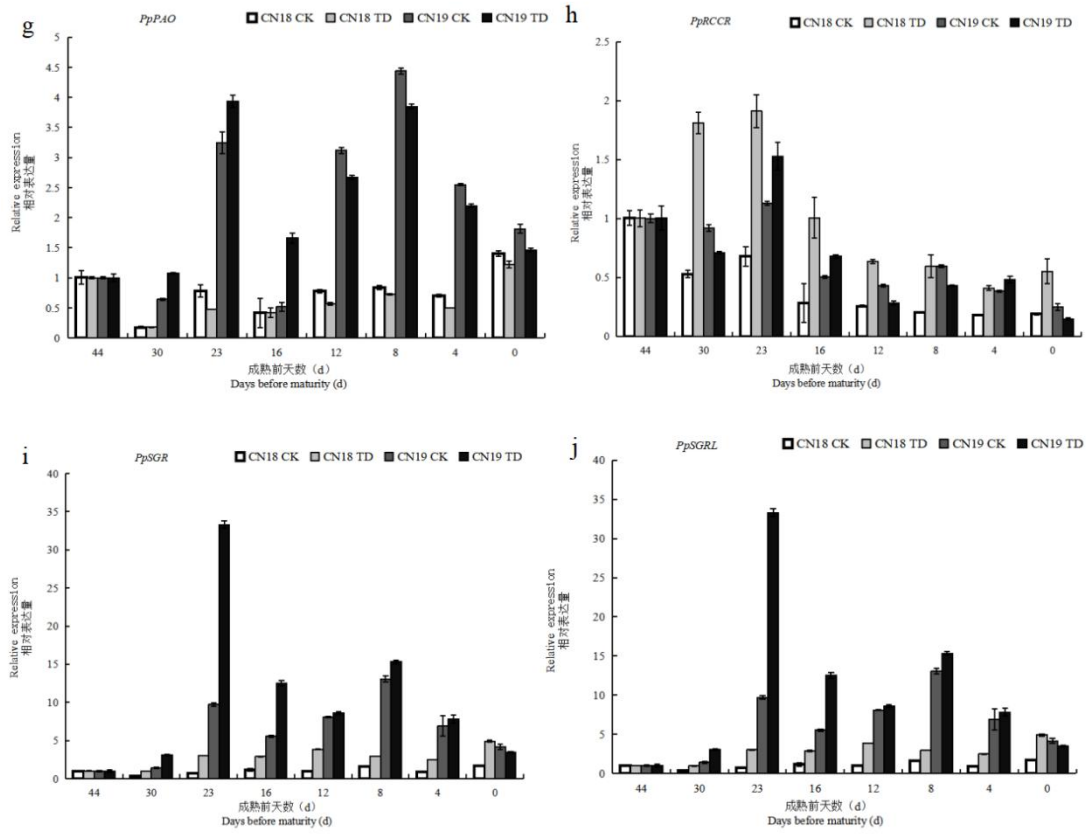 g
PpPAO
CN18 CK CN18 TD CN19 CK CN19 TD
5
4.5
4
3.5
3
2.5
2
1.5
1
0.5
0
Relative expression
相对表达量
44 30 23 16 12 8 4 0
成熟前天数（d）
Days before maturity (d)
h
PpRCCR
CN18 CK CN18 TD CN19 CK CN19 TD
2.5
2
1.5
1
0.5
0
Relative expression
相对表达量
44 30 23 16 12 8 4 0
成熟前天数（d）
Days before maturity (d)
i
PpSGR
CN18 CK CN18 TD CN19 CK CN19 TD
40
35
30
25
20
15
10
5
0
Relative expression
相对表达量
44 30 23 16 12 8 4 0
成熟前天数（d）
Days before maturity (d)
j
PpSGRL
CN18 CK CN18 TD CN19 CK CN19 TD
40
35
30
25
20
15
10
5
0
Relative expression
相对表达量
44 30 23 16 12 8 4 0
成熟前天数（d）
Days before maturity (d)